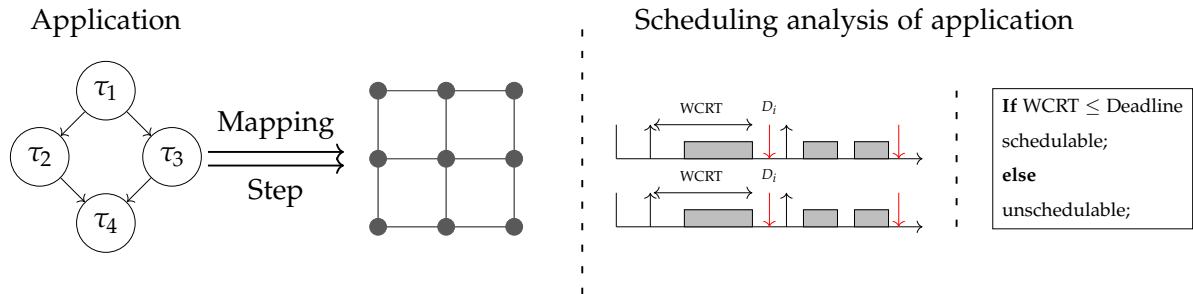 Application
τ1
τ2
τ3
τ4
Mapping
Step
Scheduling analysis of application
WCRT
Di
WCRT
Di
If WCRT ≤ Deadline
schedulable;
else
unschedulable;